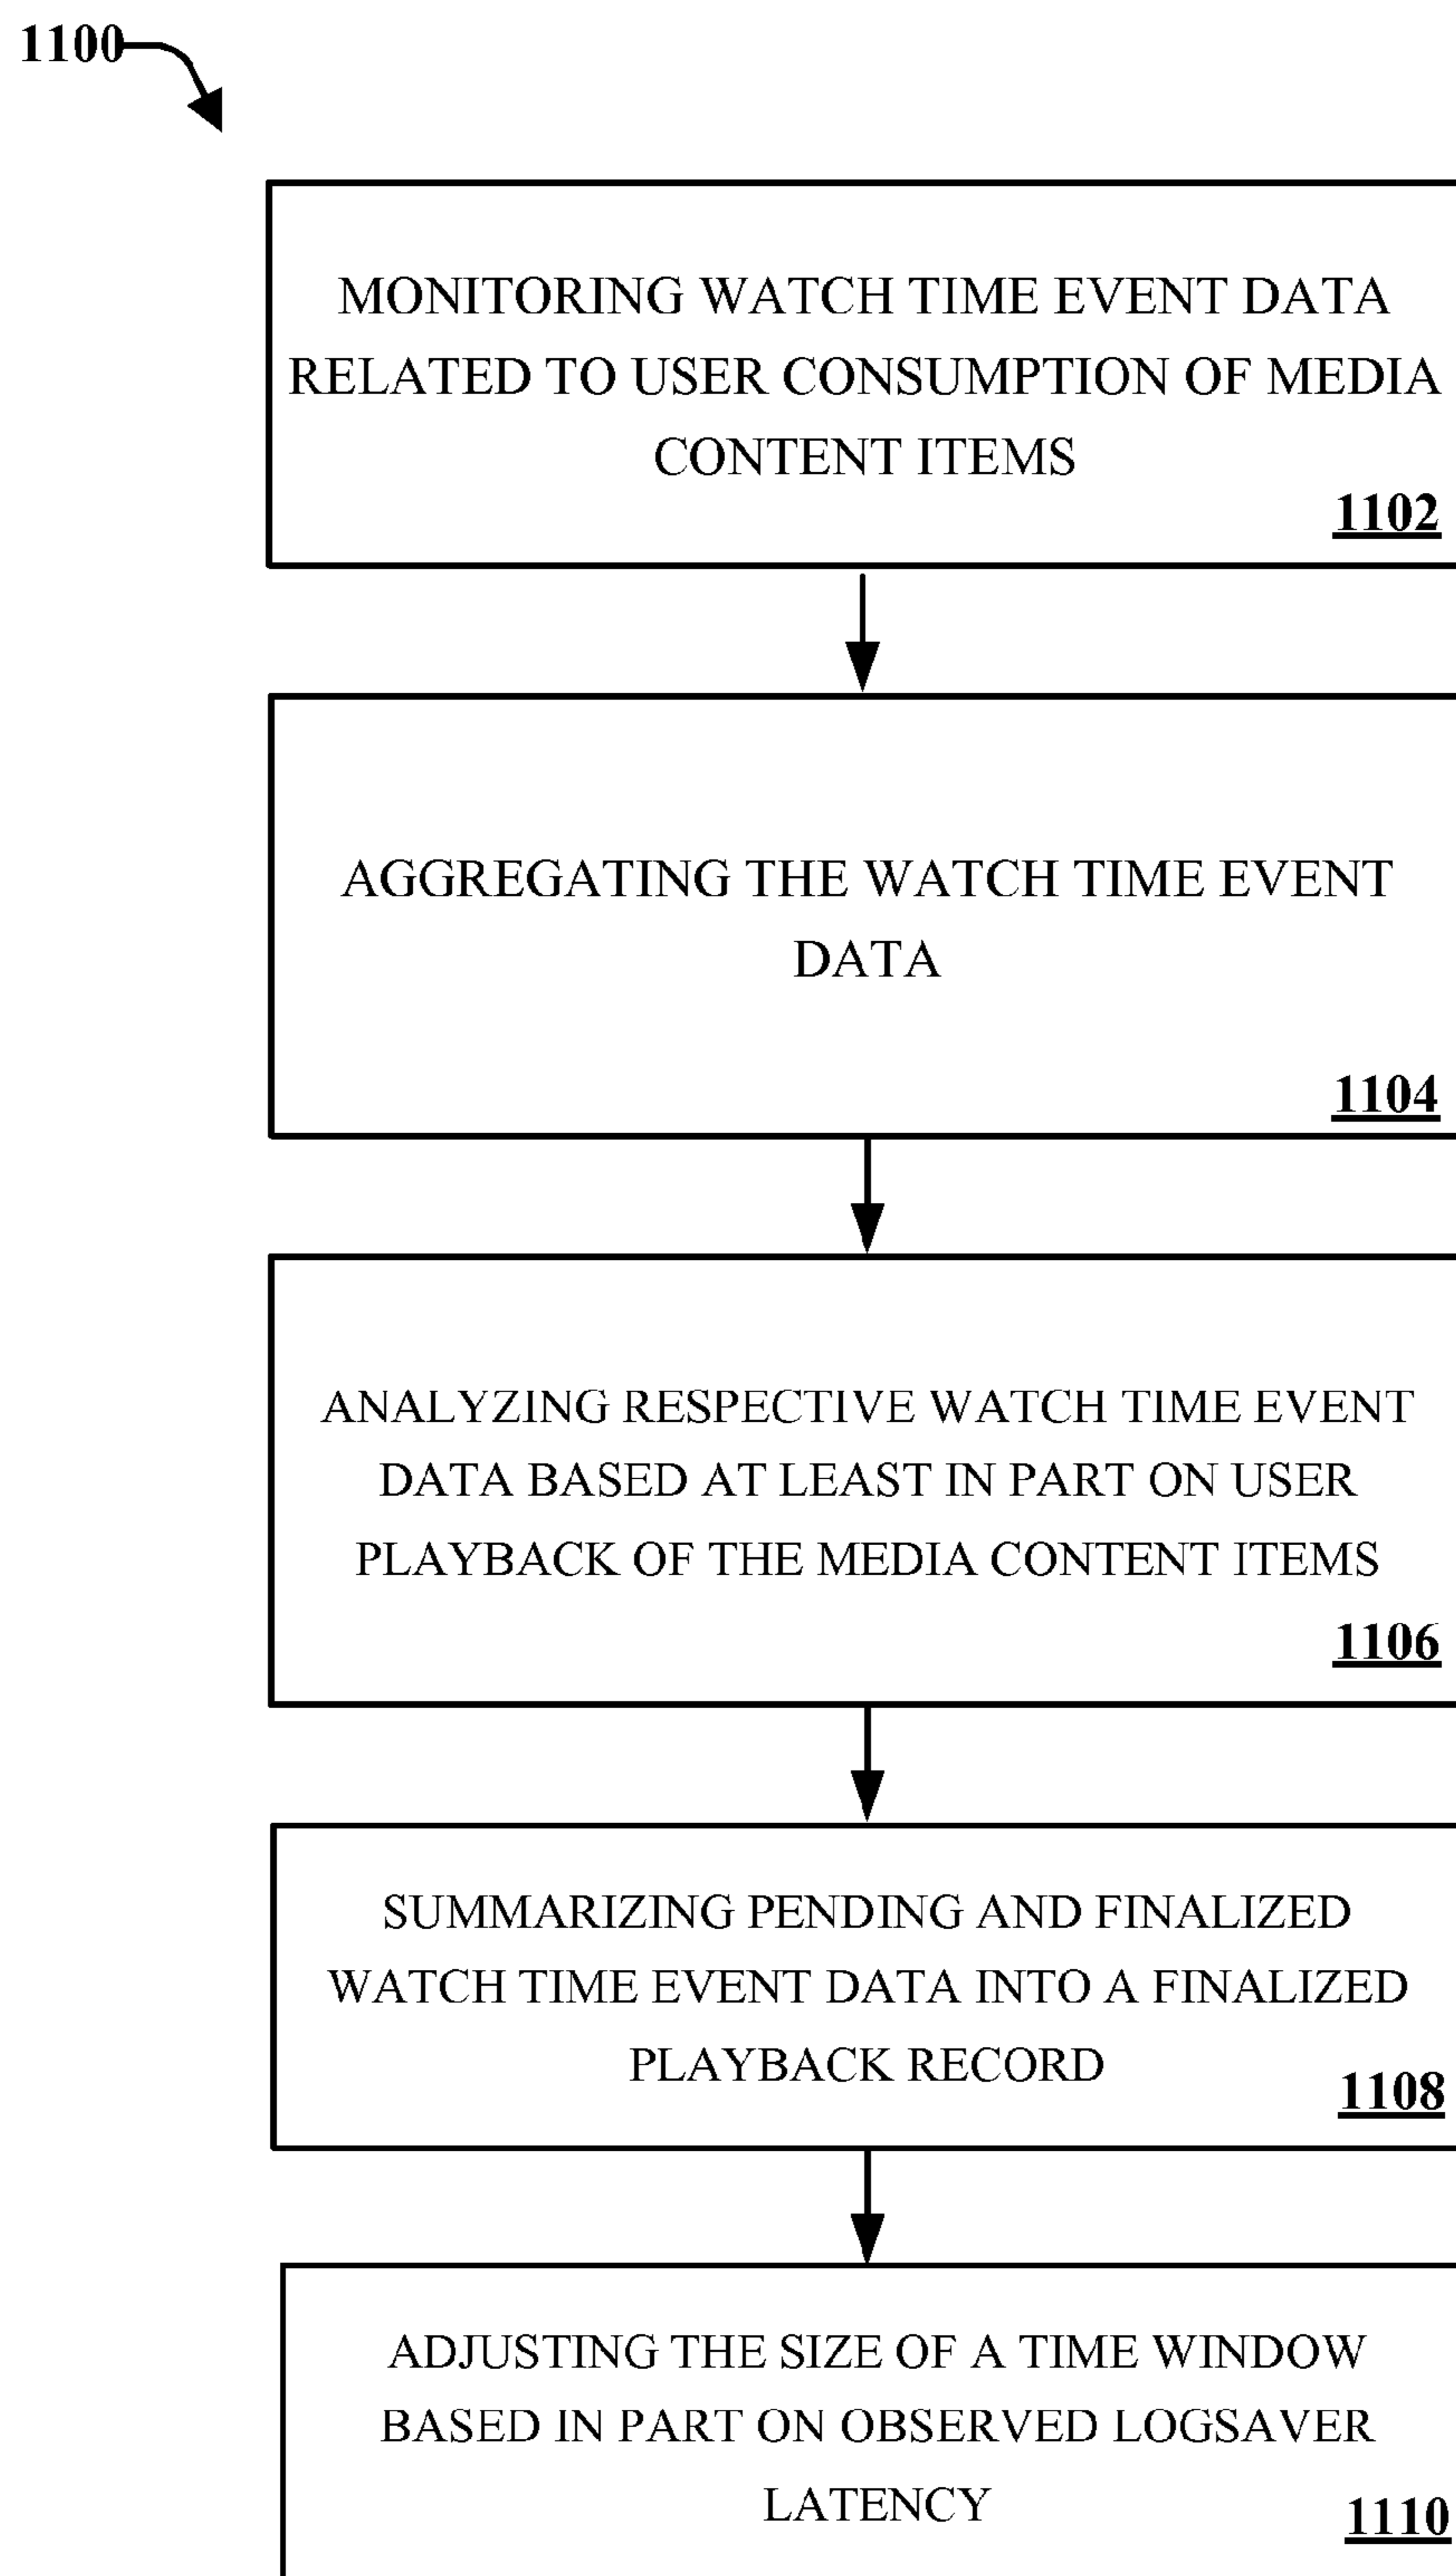 1100
MONITORING WATCH TIME EVENT DATA
RELATED TO USER CONSUMPTION OF MEDIA
CONTENT ITEMS
1102
AGGREGATING THE WATCH TIME EVENT
DATA
1104
ANALYZING RESPECTIVE WATCH TIME EVENT
DATA BASED AT LEAST IN PART ON USER
PLAYBACK OF THE MEDIA CONTENT ITEMS
1106
SUMMARIZING PENDING AND FINALIZED
WATCH TIME EVENT DATA INTO A FINALIZED
PLAYBACK RECORD
1108
ADJUSTING THE SIZE OF A TIME WINDOW
BASED IN PART ON OBSERVED LOGSAVER
LATENCY
1110